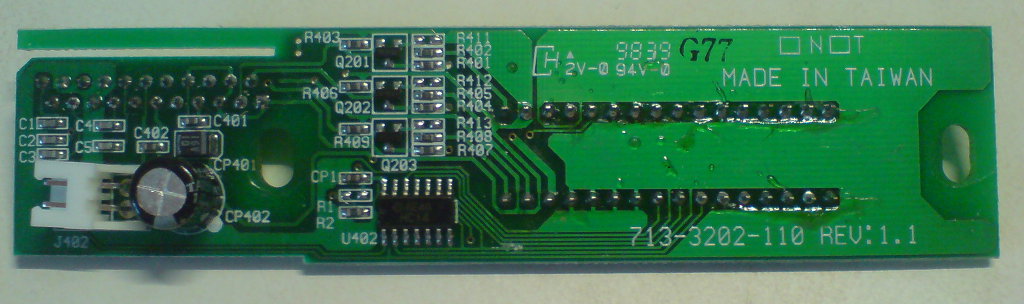 R403
R411
R402
R401
Q201
R412
R405
R404
R406
Q202
R413
R408
R407
R409
Q203
C1
C2
C3
C4
C5
C402
C401
CP401
CP402
J402
CP1
R1
R2
U402
9839 G77
2V-0 94V-0
N T
MADE IN TAIWAN
713-3202-110 REV:1.1